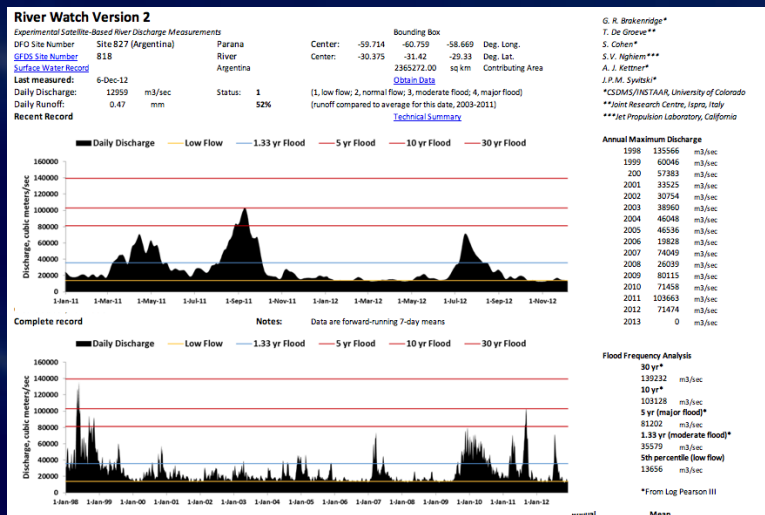 River Watch Version 2
Experimental Satellite-Based River Discharge Measurements Bounding Box
DFO Site Number Site 827 (Argentina) Parana Center: -59.714 -60.759 -58.669 Deg. Long.
GFDS Site Number 818 River Center: -30.375 -31.42 -29.33 Deg. Lat.
Surface Water Record Argentina 2365272.00 sq km Contributing Area
Last measured: 6-Dec-12 Obtain Data
Daily Discharge: 12959 m3/sec Status: 1 (1, low flow; 2, normal flow; 3, moderate flood; 4, major flood)
Daily Runoff: 0.47 mm 52% (runoff compared to average for this date, 2003-2011)
Recent Record Technical Summary
G. R. Brakenridge*
T. De Groeve**
S. Cohen*
S.V. Nghiem***
A. J. Kettner*
J.P.M. Syvitski*
*CSDMS/INSTAAR, University of Colorado
**Joint Research Centre, Ispra, Italy
***Jet Propulsion Laboratory, California
Daily Discharge Low Flow 1.33 yr Flood 5 yr Flood 10 yr Flood 30 yr Flood
Discharge, cubic meters/sec
160000
140000
120000
100000
80000
60000
40000
20000
0
1-Jan-11 1-Mar-11 1-May-11 1-Jul-11 1-Sep-11 1-Nov-11 1-Jan-12 1-Mar-12 1-May-12 1-Jul-12 1-Sep-12 1-Nov-12
Complete record Notes: Data are forward-running 7-day means
Daily Discharge Low Flow 1.33 yr Flood 5 yr Flood 10 yr Flood 30 yr Flood
Discharge, cubic meters/sec
160000
140000
120000
100000
80000
60000
40000
20000
0
1-Jan-98 1-Jan-99 1-Jan-00 1-Jan-01 1-Jan-02 1-Jan-03 1-Jan-04 1-Jan-05 1-Jan-06 1-Jan-07 1-Jan-08 1-Jan-09 1-Jan-10 1-Jan-11 1-Jan-12
Annual Maximum Discharge
1998 135566 m3/sec
1999 60046 m3/sec
200 57383 m3/sec
2001 33525 m3/sec
2002 30754 m3/sec
2003 38960 m3/sec
2004 46048 m3/sec
2005 46536 m3/sec
2006 19828 m3/sec
2007 74049 m3/sec
2008 26039 m3/sec
2009 80115 m3/sec
2010 71458 m3/sec
2011 103663 m3/sec
2012 71474 m3/sec
2013 0 m3/sec
Flood Frequency Analysis
30 yr*
139232 m3/sec
10 yr*
103128 m3/sec
5 yr (major flood)*
81202 m3/sec
1.33 yr (moderate flood)*
35579 m3/sec
5th percentile (low flow)
13656 m3/sec
*From Log Pearson III
Mean